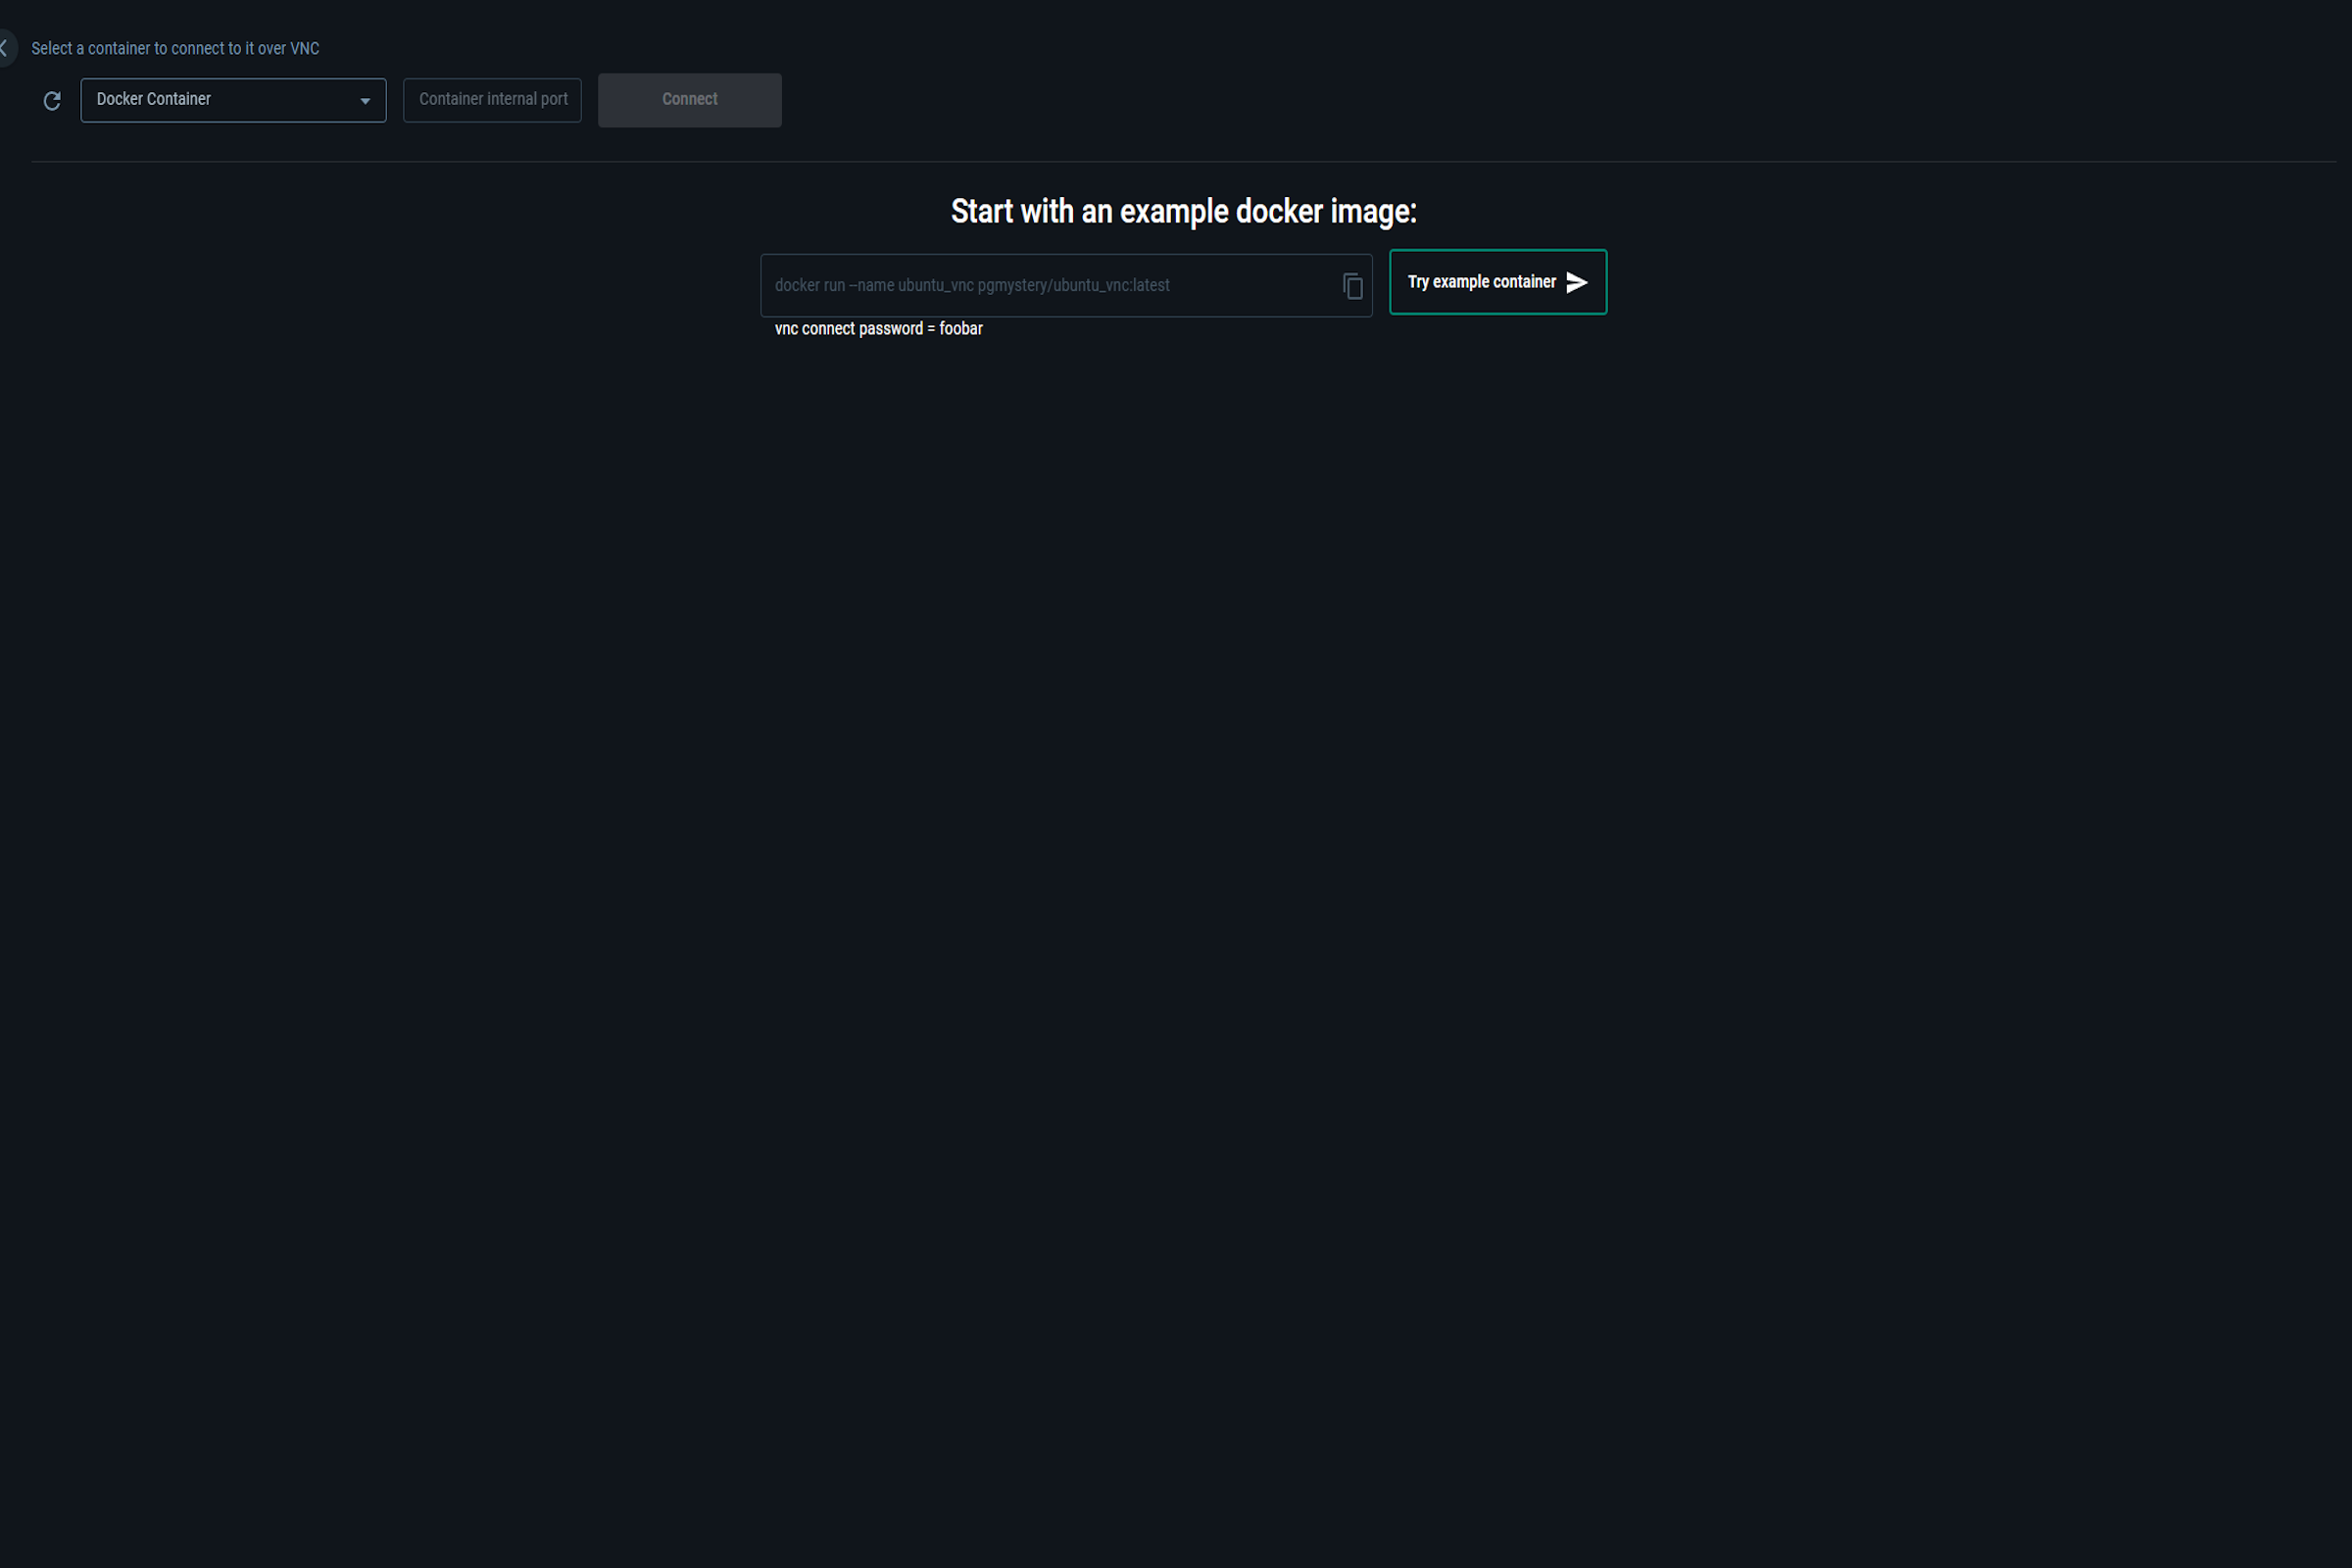 Select a container to connect to it over VNC
Docker Container
Container internal port
Connect
Start with an example docker image:
docker run –name ubuntu_vnc pgmystery/ubuntu_vnc:latest
Try example container
vnc connect password = foobar